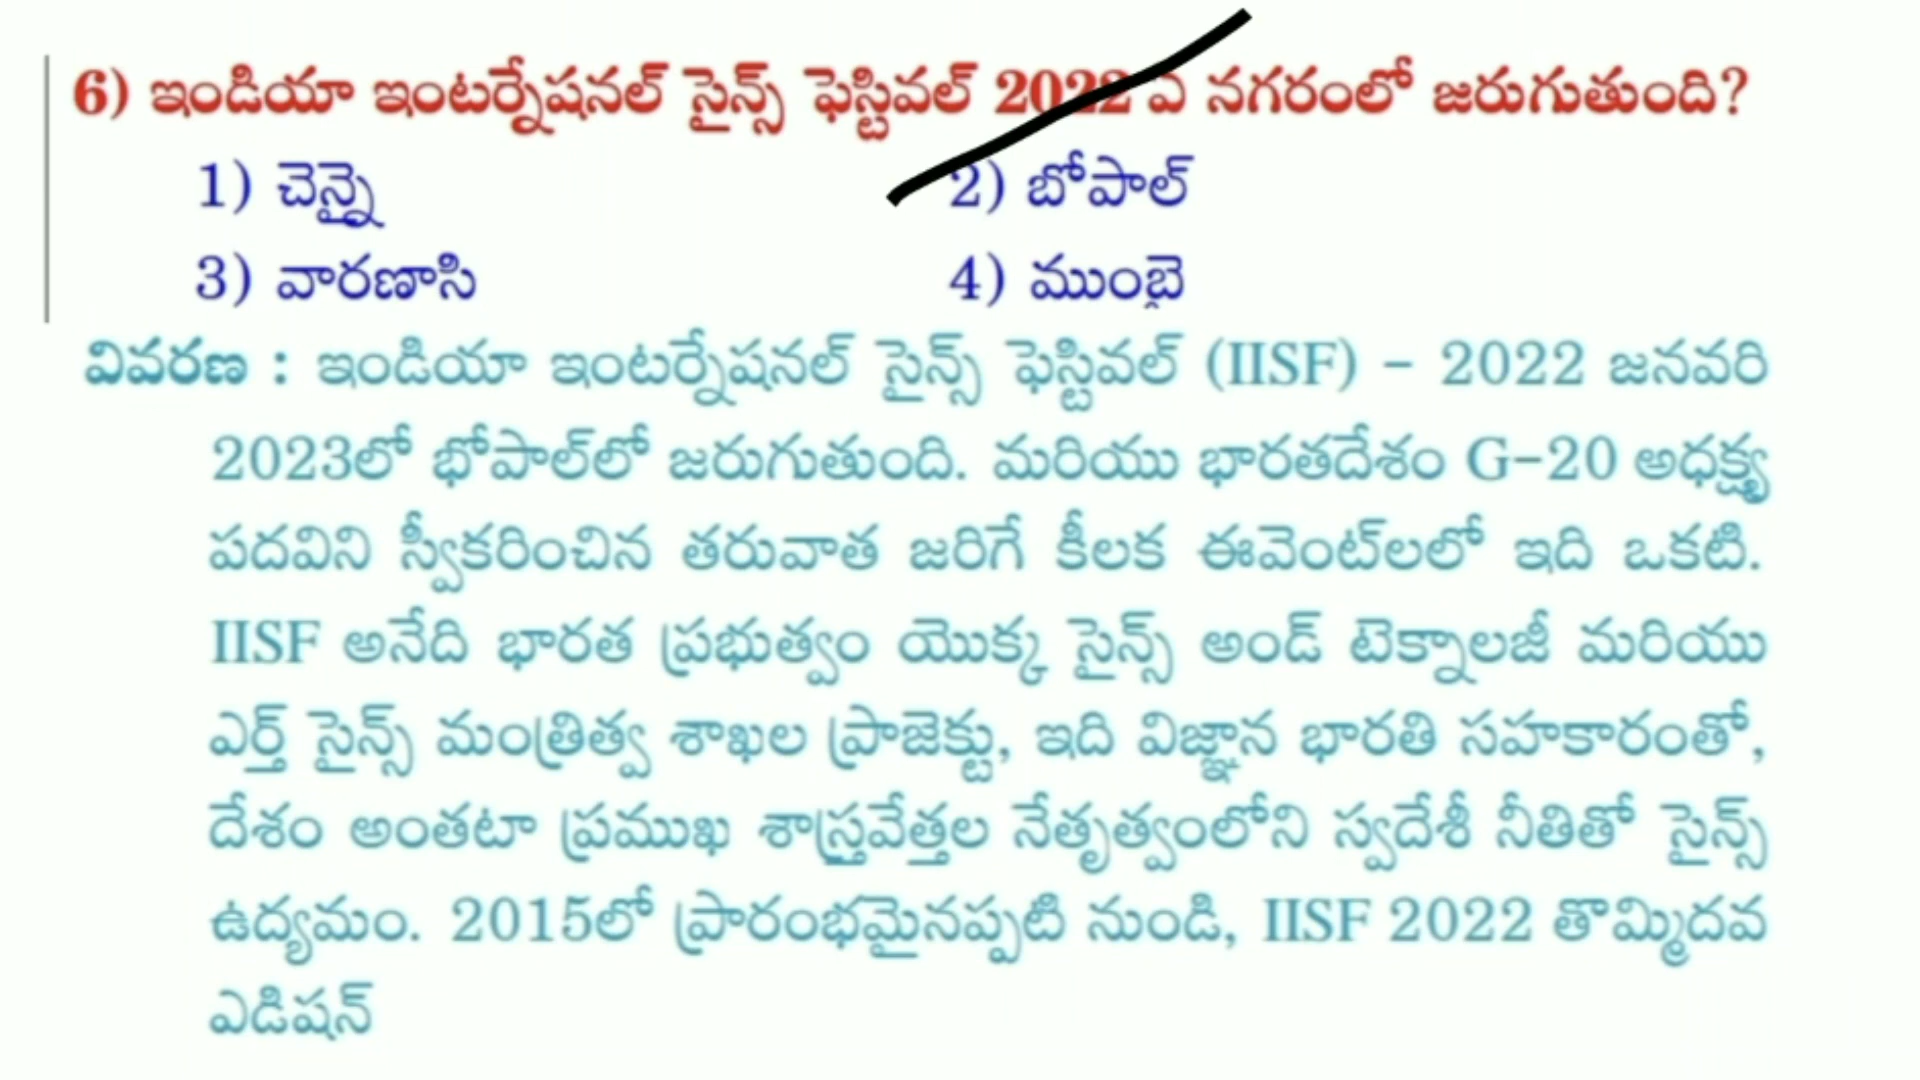 6) ఇండియా ఇంటర్నేషనల్ సైన్స్ ఫెస్టివల్ 2022 ఏ నగరంలో జరుగుతుంది?
1) చెన్నై 2) బోపాల్
3) వారణాసి 4) ముంబై
వివరణ : ఇండియా ఇంటర్నేషనల్ సైన్స్ ఫెస్టివల్ (IISF) - 2022 జనవరి
2023లో భోపాల్‌లో జరుగుతుంది. మరియు భారతదేశం G-20 అధక్ష్య
పదవిని స్వీకరించిన తరువాత జరిగే కీలక ఈవెంట్‌లలో ఇది ఒకటి.
IISF అనేది భారత ప్రభుత్వం యొక్క సైన్స్ అండ్ టెక్నాలజీ మరియు
ఎర్త్ సైన్స్ మంత్రిత్వ శాఖల ప్రాజెక్టు, ఇది విజ్ఞాన భారతి సహకారంతో,
దేశం అంతటా ప్రముఖ శాస్త్రవేత్తల నేతృత్వంలోని స్వదేశీ నీతితో సైన్స్
ఉద్యమం. 2015లో ప్రారంభమైనప్పటి నుండి, IISF 2022 తొమ్మిదవ
ఎడిషన్